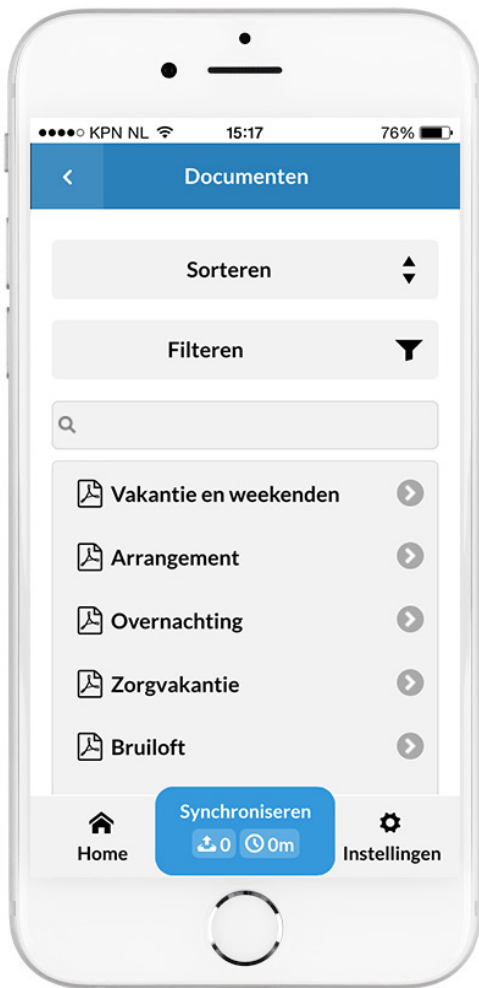 KPN NL 15:17 76%
Documenten
Sorteren
Filteren
Vakantie en weekenden
Arrangement
Overnachting
Zorgvakantie
Bruiloft
Synchroniseren
0 0m
Home
Instellingen